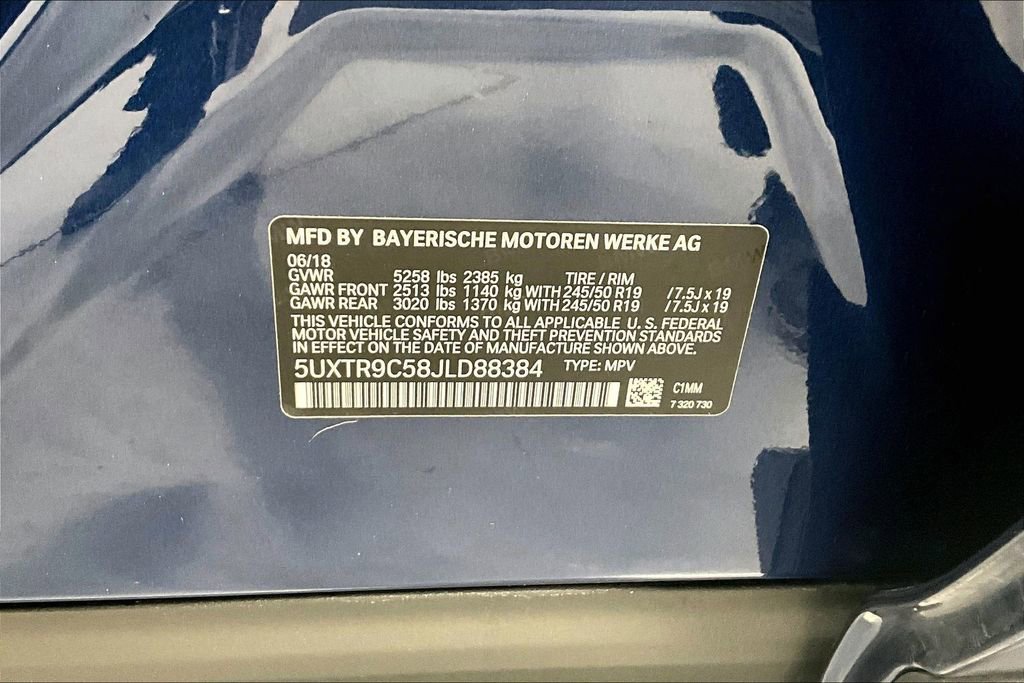 MFD BY BAYERISCHE MOTOREN WERKE AG
06/18
GVWR 5258 lbs 2385 kg TIRE / RIM
GAWR FRONT 2513 lbs 1140 kg WITH 245/50 R19 /7.5J x 19
GAWR REAR 3020 lbs 1370 kg WITH 245/50 R19 /7.5J x 19
THIS VEHICLE CONFORMS TO ALL APPLICABLE U. S. FEDERAL
MOTOR VEHICLE SAFETY AND THEFT PREVENTION STANDARDS
IN EFFECT ON THE DATE OF MANUFACTURE SHOWN ABOVE.
5UXTR9C58JLD88384 TYPE: MPV
C1MM
7 320 730